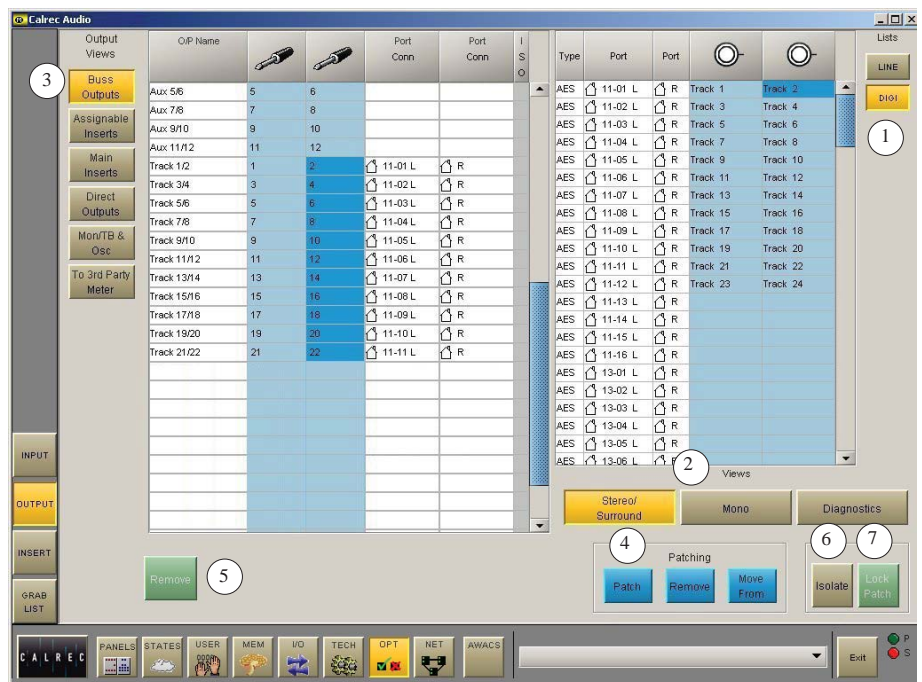 Calrec Audio
Output Views
Buss Outputs
Assignable Inserts
Main Inserts
Direct Outputs
Mon/TB & Osc
To 3rd Party Meter
3
O/P Name Port Conn Port Conn I S O
Aux 5/6 5 6
Aux 7/8 7 8
Aux 9/10 9 10
Aux 11/12 11 12
Track 1/2 1 2 11-01 L R
Track 3/4 3 4 11-02 L R
Track 5/6 5 6 11-03 L R
Track 7/8 7 8 11-04 L R
Track 9/10 9 10 11-05 L R
Track 11/12 11 12 11-06 L R
Track 13/14 13 14 11-07 L R
Track 15/16 15 16 11-08 L R
Track 17/18 17 18 11-09 L R
Track 19/20 19 20 11-10 L R
Track 21/22 21 22 11-11 L R
Type Port Port
AES 11-01 L R Track 1 Track 2
AES 11-02 L R Track 3 Track 4
AES 11-03 L R Track 5 Track 6
AES 11-04 L R Track 7 Track 8
AES 11-05 L R Track 9 Track 10
AES 11-06 L R Track 11 Track 12
AES 11-07 L R Track 13 Track 14
AES 11-08 L R Track 15 Track 16
AES 11-09 L R Track 17 Track 18
AES 11-10 L R Track 19 Track 20
AES 11-11 L R Track 21 Track 22
AES 11-12 L R Track 23 Track 24
AES 11-13 L R
AES 11-14 L R
AES 11-15 L R
AES 11-16 L R
AES 13-01 L R
AES 13-02 L R
AES 13-03 L R
AES 13-04 L R
AES 13-05 L R
AES 13-06 L R
Lists
LINE
DIGI
1
2
Views
Stereo/ Surround
Mono
Diagnostics
4
Patching
Patch
Remove
Move From
6
7
Isolate
Lock Patch
INPUT
OUTPUT
INSERT
GRAB LIST
Remove
5
CALREC
PANELS
STATES
USER
MEM
I/O
TECH
OPT
NET
AWACS
Exit
P
S